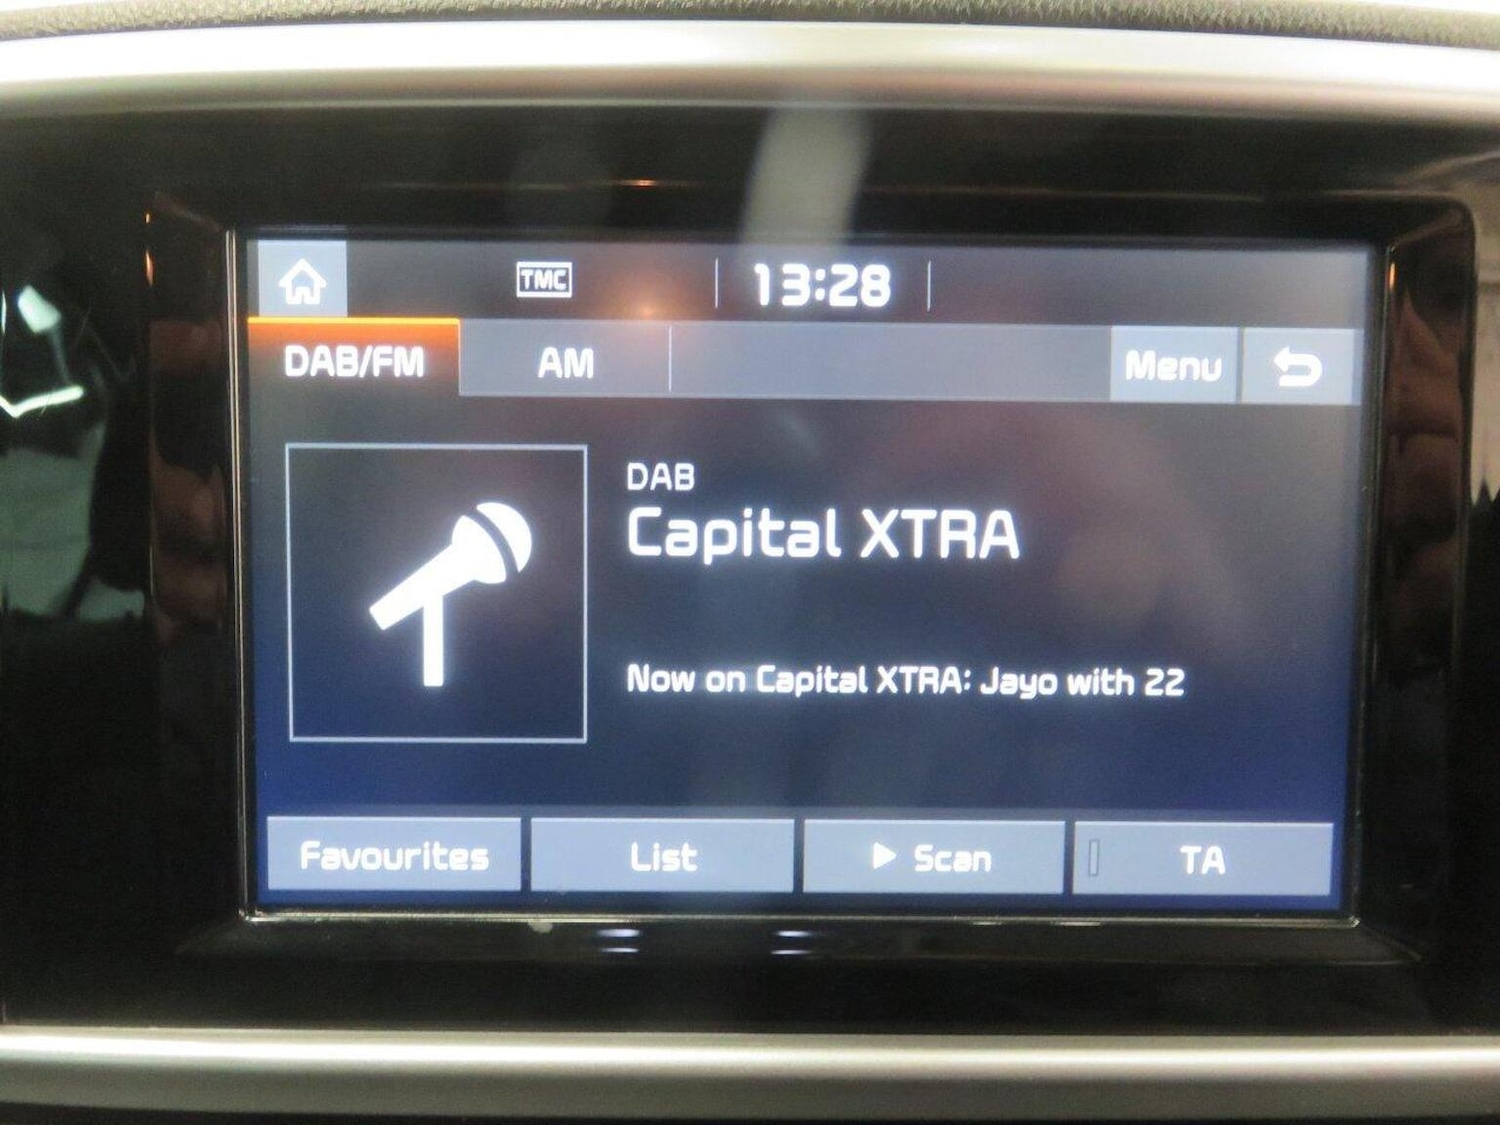 TMC
13:28
DAB/FM
AM
Menu
DAB
Capital XTRA
Now on Capital XTRA: Jayo with 22
Favourites
List
Scan
TA